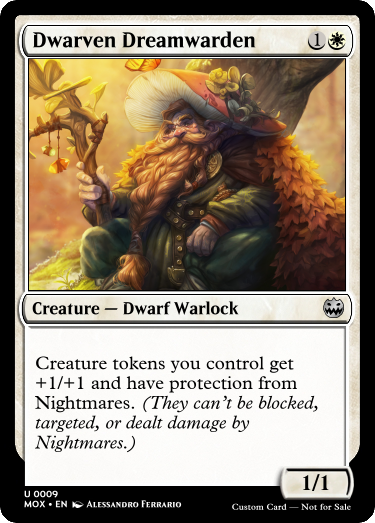 Dwarven Dreamwarden 1
Creature — Dwarf Warlock
Creature tokens you control get
+1/+1 and have protection from
Nightmares. (They can't be blocked,
targeted, or dealt damage by
Nightmares.)
1/1
U 0009
MOX • EN Alessandro Ferrario
Custom Card — Not for Sale